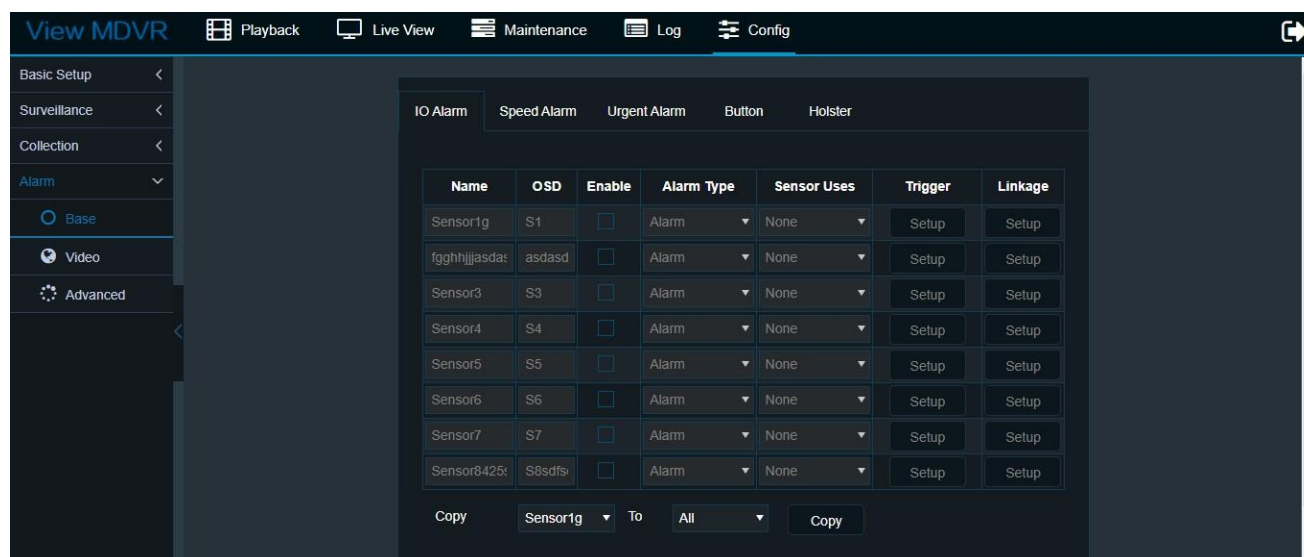 View MDVR Playback Live View Maintenance Log Config
Basic Setup
Surveillance
Collection
Alarm
Base
Video
Advanced
IO Alarm Speed Alarm Urgent Alarm Button Holster
Name OSD Enable Alarm Type Sensor Uses Trigger Linkage
Sensor1g S1 Alarm None Setup Setup
asdasd Alarm None Setup Setup
Sensor3 S3 Alarm None Setup Setup
Sensor4 S4 Alarm None Setup Setup
Sensor5 S5 Alarm None Setup Setup
Sensor6 S6 Alarm None Setup Setup
Sensor7 S7 Alarm None Setup Setup
Alarm None Setup Setup
Copy Sensor1g To All Copy